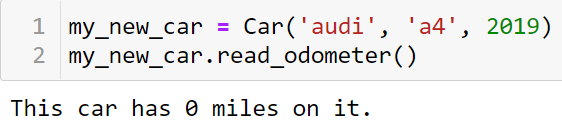 1 my_new_car = Car('audi', 'a4', 2019)
2 my_new_car.read_odometer()
This car has 0 miles on it.